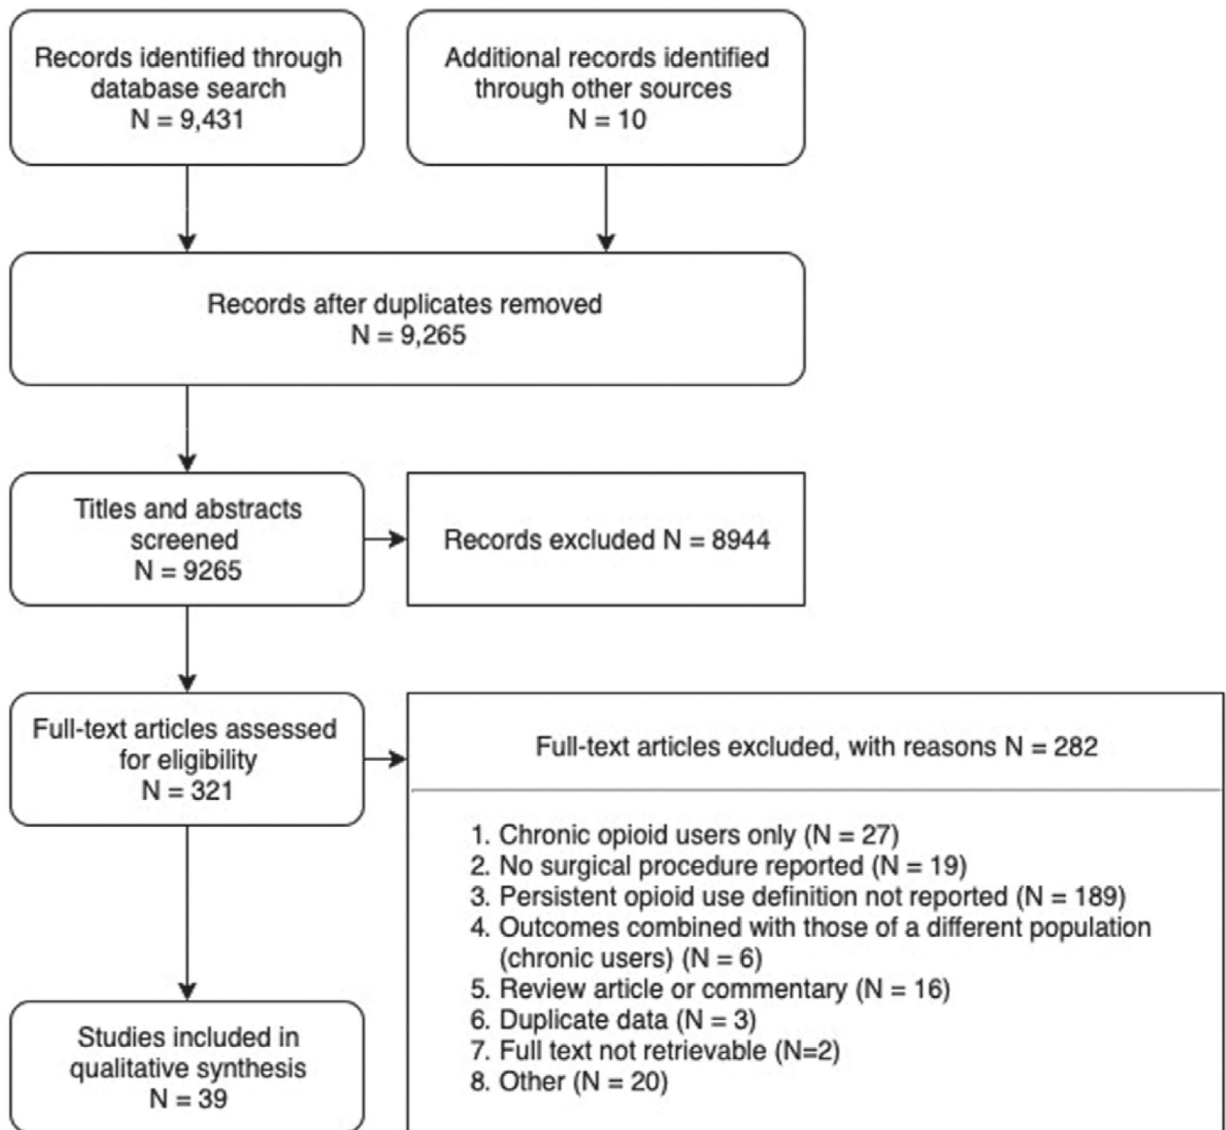 Records identified through
database search
N = 9,431
Additional records identified
through other sources
N = 10
Records after duplicates removed
N = 9,265
Titles and abstracts
screened
N = 9265
Records excluded N = 8944
Full-text articles assessed
for eligibility
N = 321
Full-text articles excluded, with reasons N = 282
1. Chronic opioid users only (N = 27)
2. No surgical procedure reported (N = 19)
3. Persistent opioid use definition not reported (N = 189)
4. Outcomes combined with those of a different population
(chronic users) (N = 6)
5. Review article or commentary (N = 16)
6. Duplicate data (N = 3)
7. Full text not retrievable (N=2)
8. Other (N = 20)
Studies included in
qualitative synthesis
N = 39